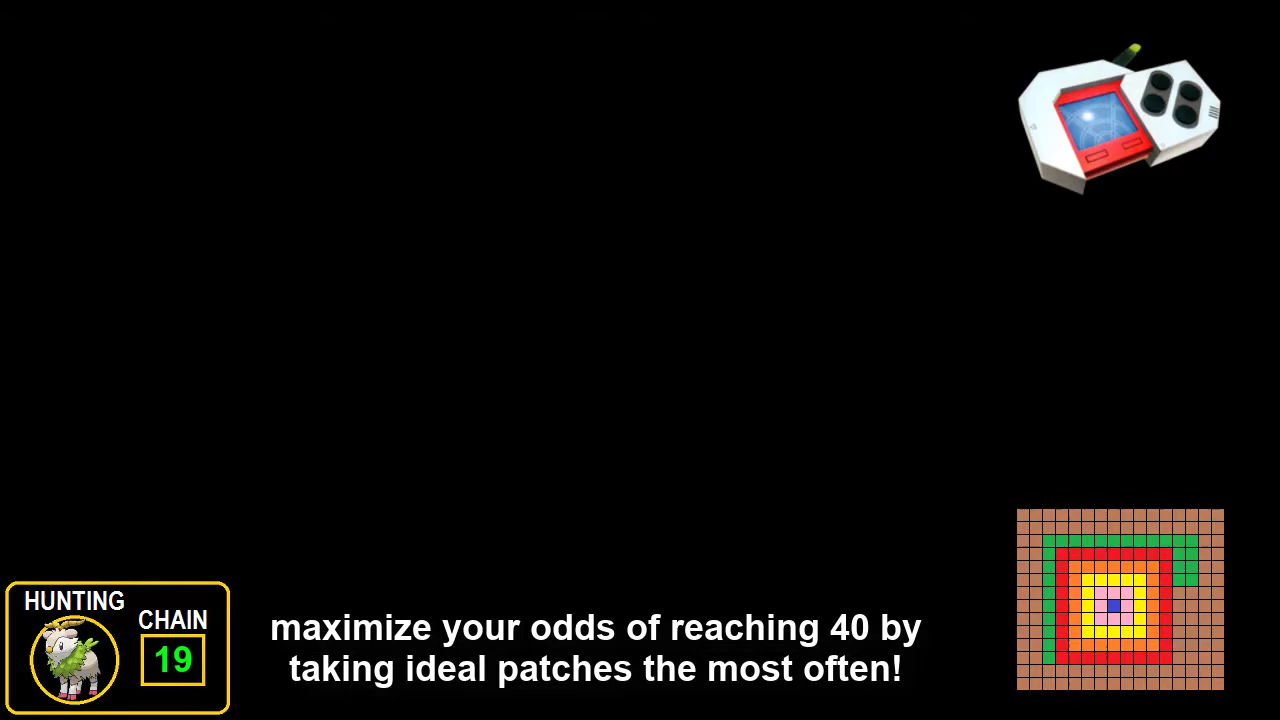 HUNTING
CHAIN
19
maximize your odds of reaching 40 by
taking ideal patches the most often!